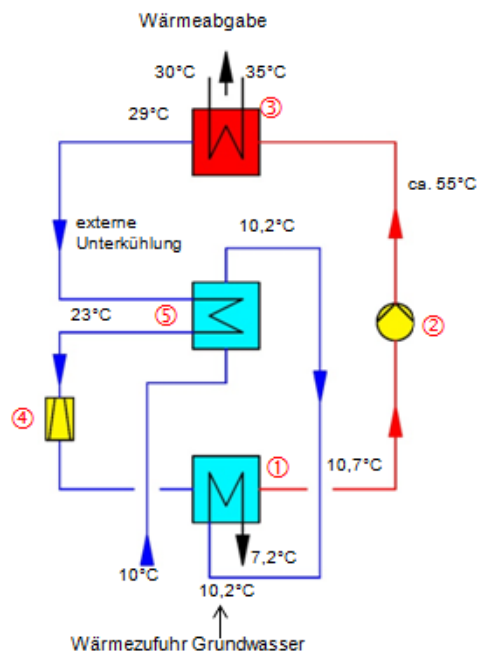 Wärmeabgabe
30°C
35°C
③
29°C
ca. 55°C
externe
Unterkühlung
10,2°C
23°C
⑤
②
④
①
10,7°C
7,2°C
10°C
10,2°C
Wärmezufuhr Grundwasser